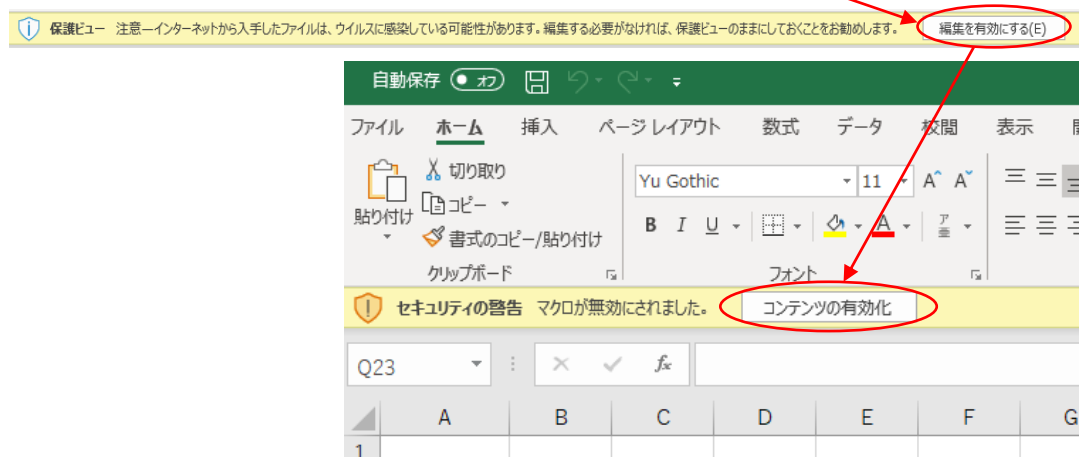 保護ビュー 注意―インターネットから入手したファイルは、ウイルスに感染している可能性があります。編集する必要がなければ、保護ビューのままにしておくことをお勧めします。 編集を有効にする(E)
自動保存 オフ
ファイル ホーム 挿入 ページ レイアウト 数式 データ 校閲 表示
切り取り
Yu Gothic 11 A A
コピー
貼り付け
B I U A ア亜
書式のコピー/貼り付け
クリップボード フォント
セキュリティの警告 マクロが無効にされました。 コンテンツの有効化
Q23 fx
A B C D E F G
1